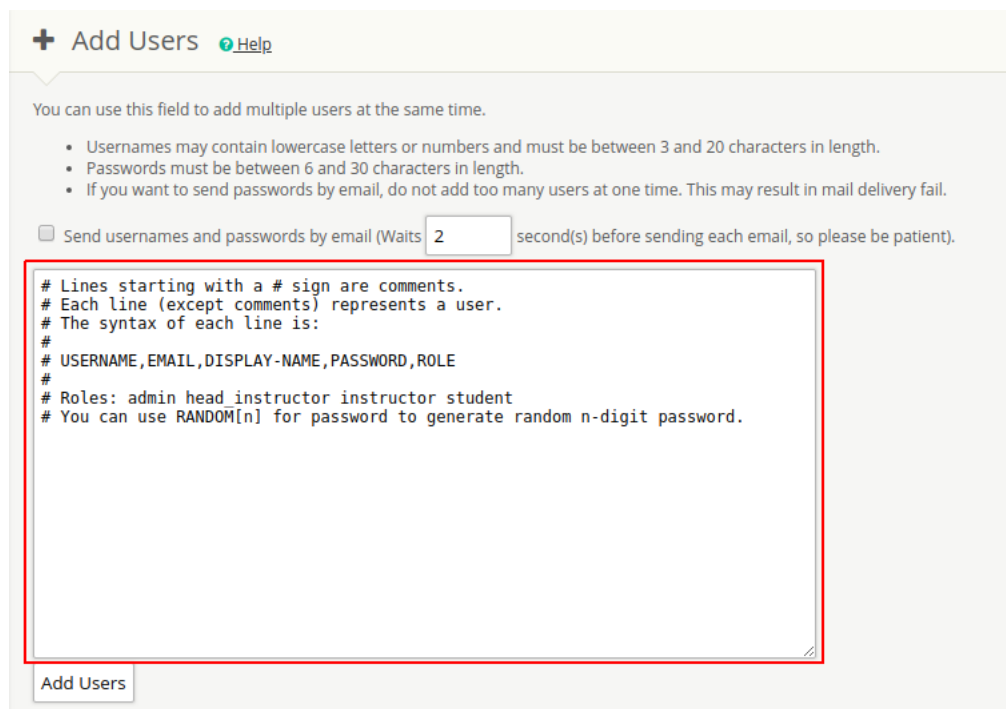 Add Users Help
You can use this field to add multiple users at the same time.
Usernames may contain lowercase letters or numbers and must be between 3 and 20 characters in length.
Passwords must be between 6 and 30 characters in length.
If you want to send passwords by email, do not add too many users at one time. This may result in mail delivery fail.
Send usernames and passwords by email (Waits 2 second(s) before sending each email, so please be patient).
# Lines starting with a # sign are comments.
# Each line (except comments) represents a user.
# The syntax of each line is:
#
# USERNAME,EMAIL,DISPLAY-NAME,PASSWORD,ROLE
#
# Roles: admin head_instructor instructor student
# You can use RANDOM[n] for password to generate random n-digit password.
Add Users